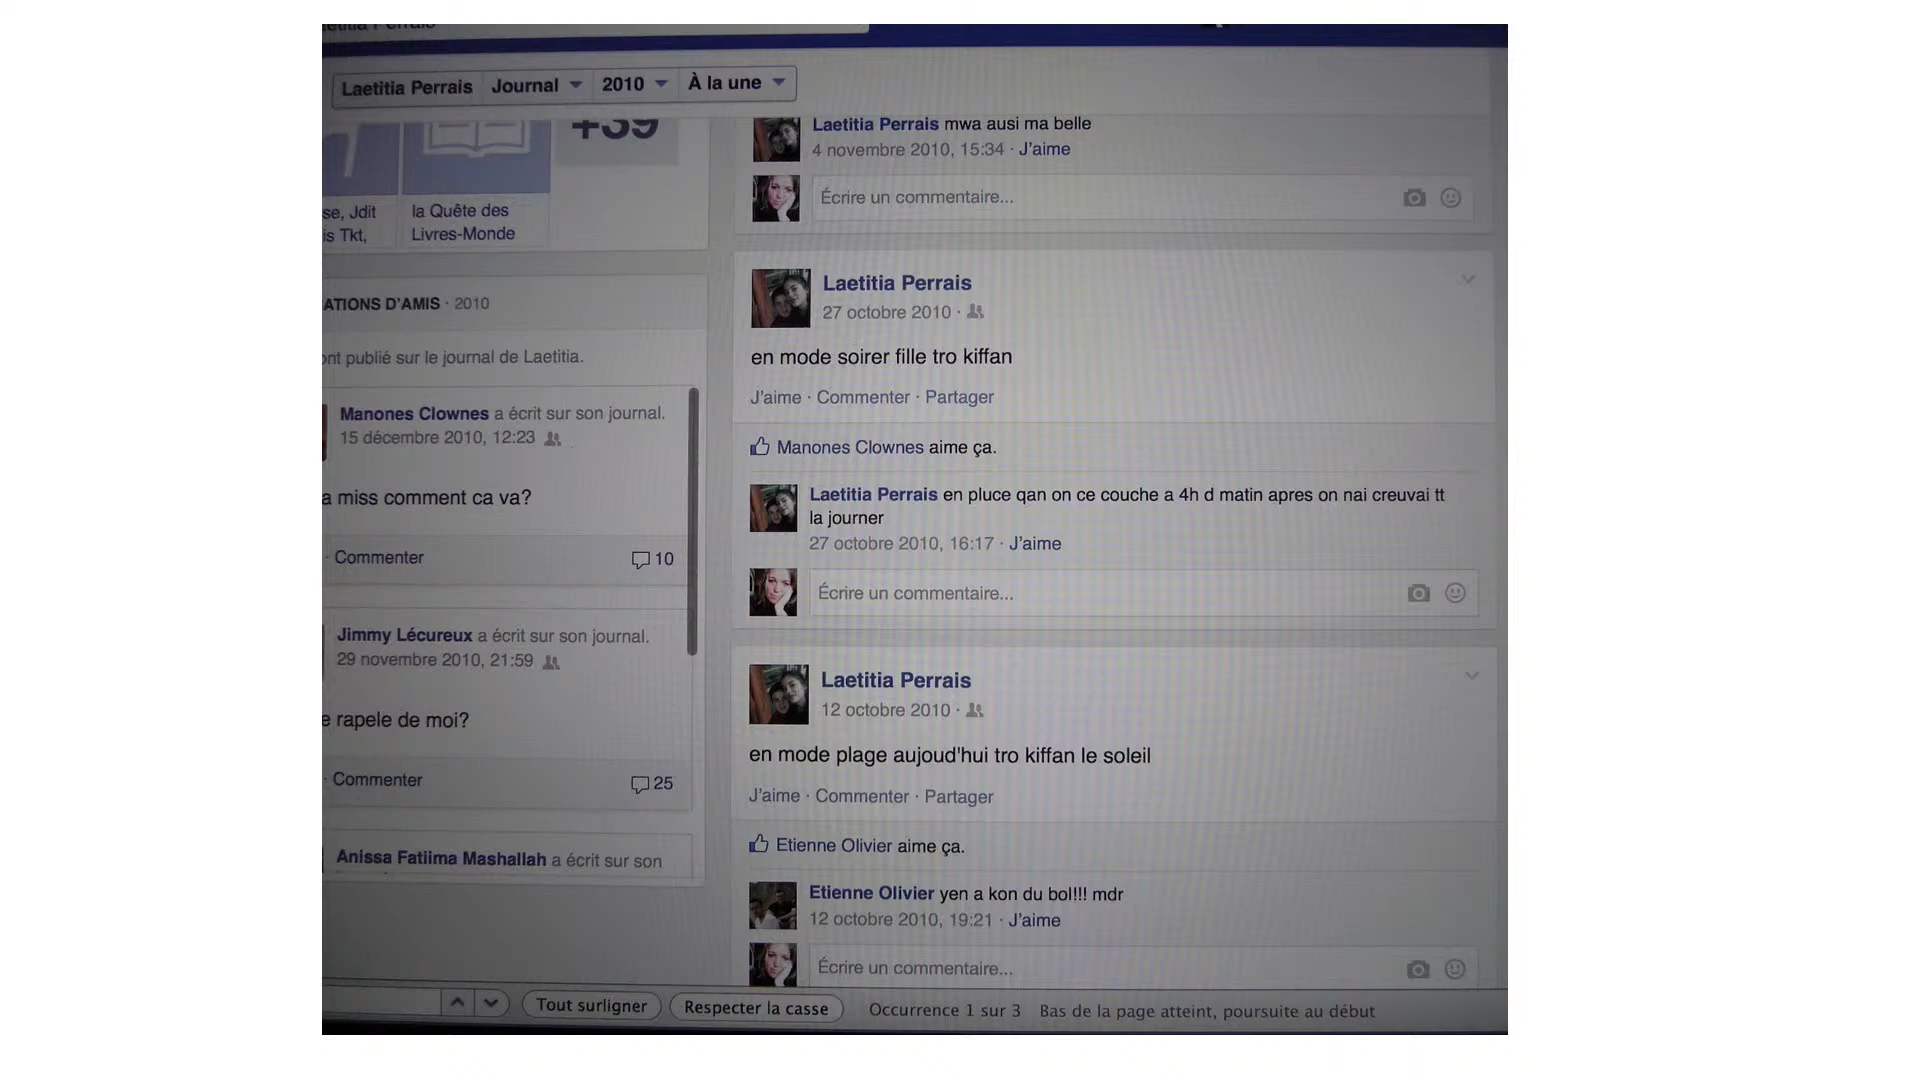 Laetitia Perrais Journal 2010 À la une
+39
se, Jdit
is Tkt,
la Quête des
Livres-Monde
ATIONS D'AMIS · 2010
ont publié sur le journal de Laetitia.
Manones Clownes a écrit sur son journal.
15 décembre 2010, 12:23
a miss comment ca va?
· Commenter
10
Jimmy Lécureux a écrit sur son journal.
29 novembre 2010, 21:59
e rapele de moi?
· Commenter
25
Anissa Fatiima Mashallah a écrit sur son
Laetitia Perrais mwa ausi ma belle
4 novembre 2010, 15:34 · J'aime
Écrire un commentaire...
Laetitia Perrais
27 octobre 2010 ·
en mode soirer fille tro kiffan
J'aime · Commenter · Partager
Manones Clownes aime ça.
Laetitia Perrais en pluce qan on ce couche a 4h d matin apres on nai creuvai tt
la journer
27 octobre 2010, 16:17 · J'aime
Écrire un commentaire...
Laetitia Perrais
12 octobre 2010 ·
en mode plage aujoud'hui tro kiffan le soleil
J'aime · Commenter · Partager
Etienne Olivier aime ça.
Etienne Olivier yen a kon du bol!!! mdr
12 octobre 2010, 19:21 · J'aime
Écrire un commentaire...
Tout surligner Respecter la casse Occurrence 1 sur 3 Bas de la page atteint, poursuite au début